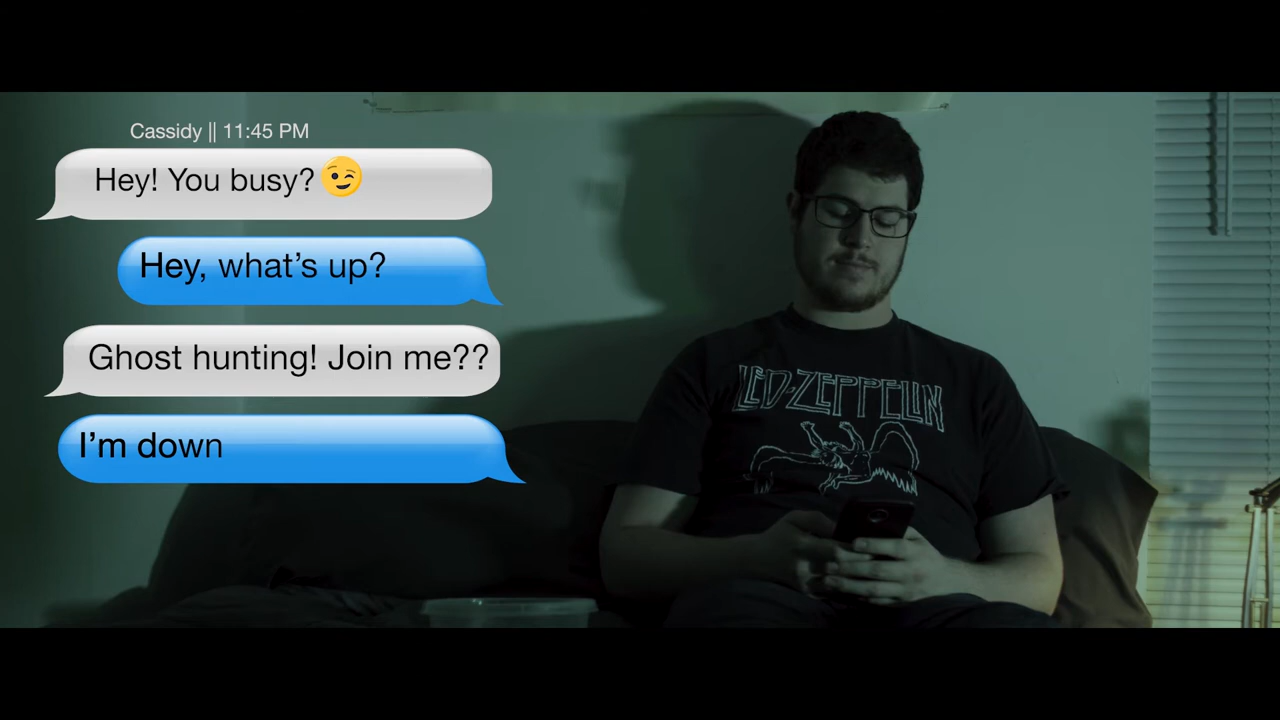 Cassidy || 11:45 PM
Hey! You busy?😉
Hey, what's up?
Ghost hunting! Join me??
I'm down
LED-ZEPPELIN